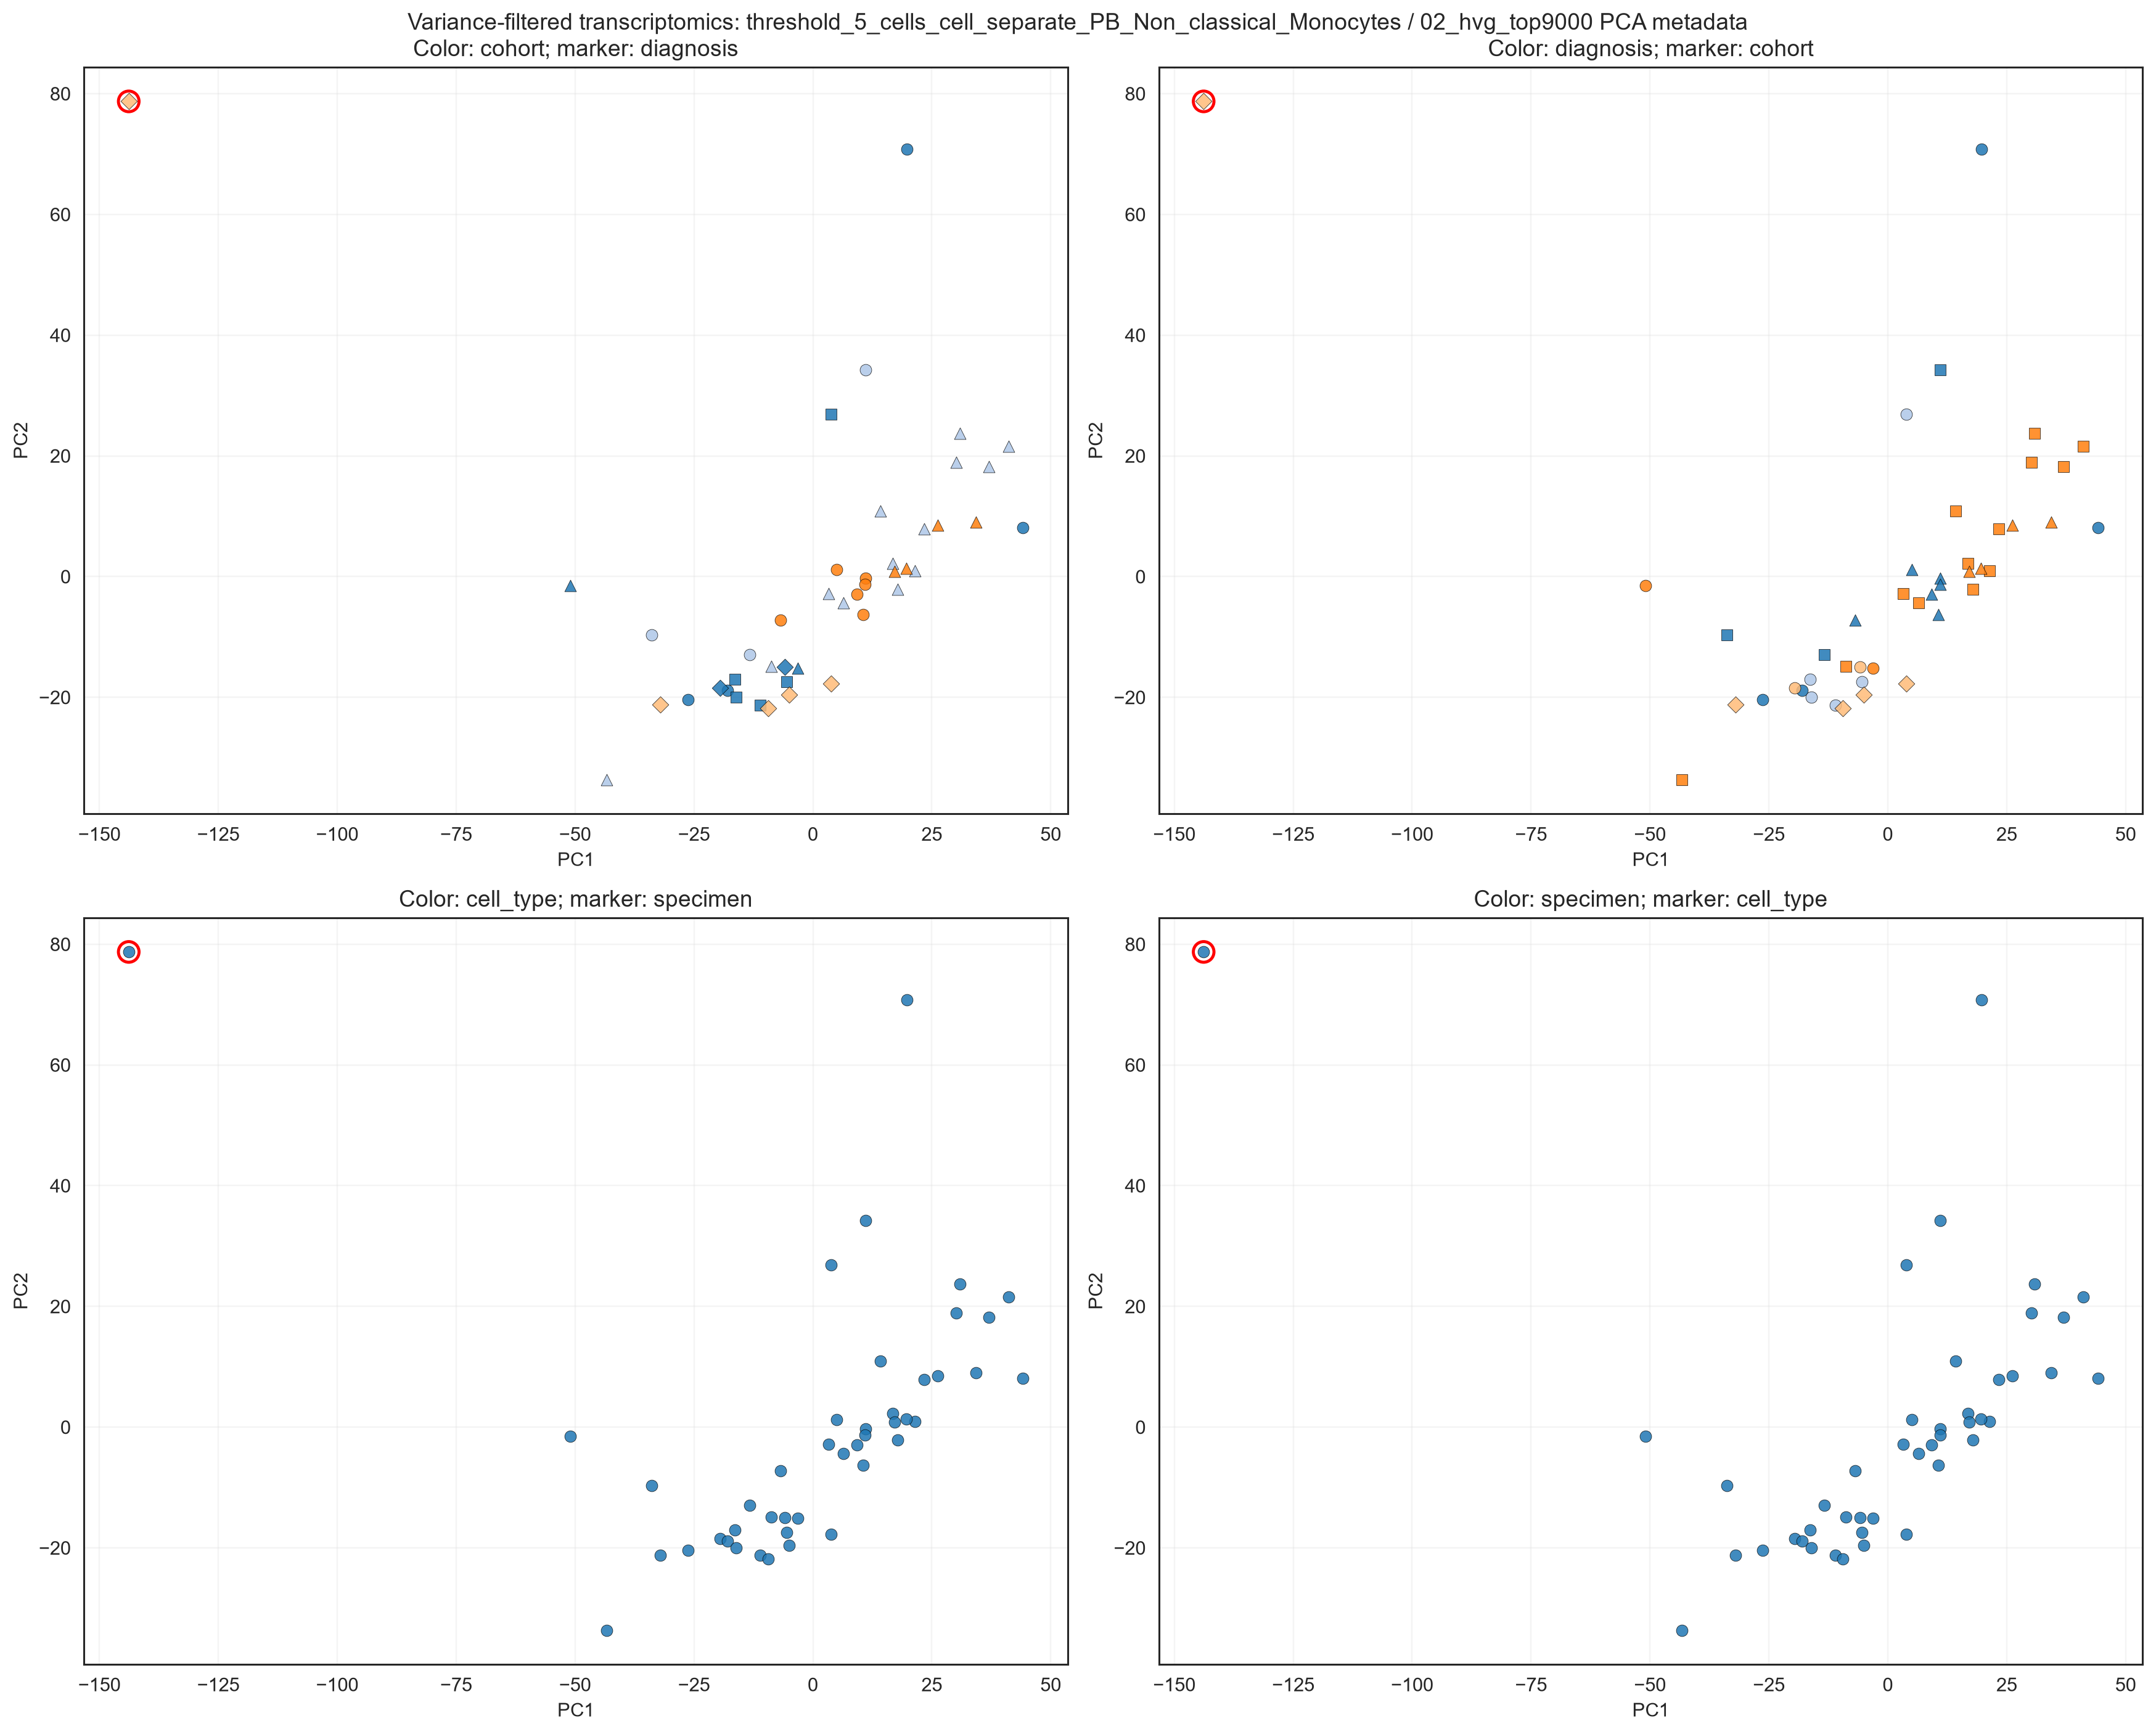 Variance-filtered transcriptomics: threshold_5_cells_cell_separate_PB_Non_classical_Monocytes / 02_hvg_top9000 PCA metadata
Color: cohort; marker: diagnosis
80
60
40
20
0
−20
PC2
−150 −125 −100 −75 −50 −25 0 25 50
PC1
Color: diagnosis; marker: cohort
80
60
40
20
0
−20
PC2
−150 −125 −100 −75 −50 −25 0 25 50
PC1
Color: cell_type; marker: specimen
80
60
40
20
0
−20
PC2
−150 −125 −100 −75 −50 −25 0 25 50
PC1
Color: specimen; marker: cell_type
80
60
40
20
0
−20
PC2
−150 −125 −100 −75 −50 −25 0 25 50
PC1